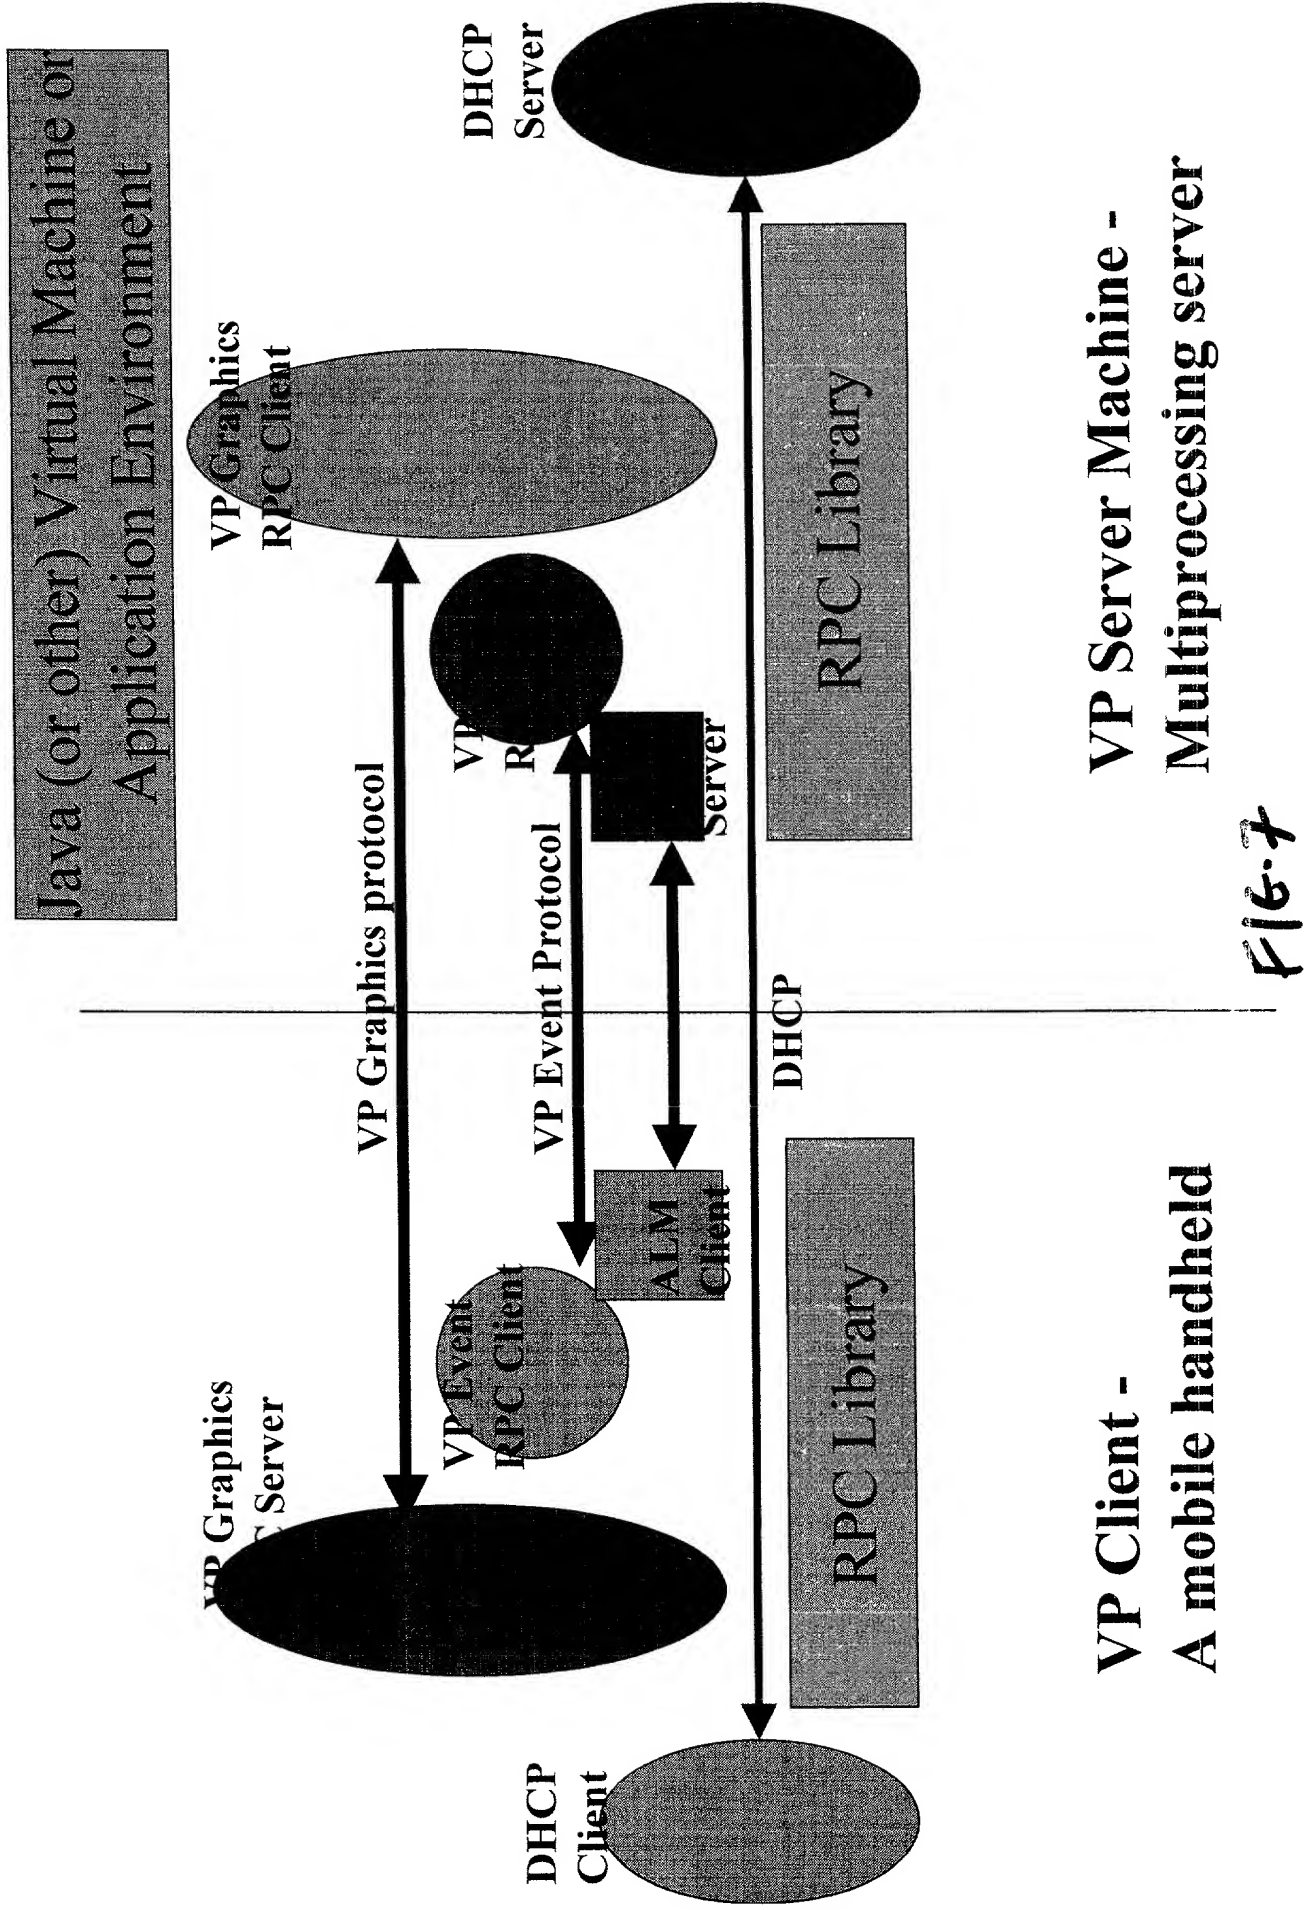 Java (or other) Virtual Machine or
Application Environment
VP Graphics
RPC Client
DHCP
Server
VP Graphics protocol
VP Graphics
Server
VP
R
VP Event Protocol
VP Event
RPC Client
Server
ALM
Client
DHCP
DHCP
Client
RPC Library
RPC Library
VP Client -
A mobile handheld
VP Server Machine -
Multiprocessing server
FIG. 7